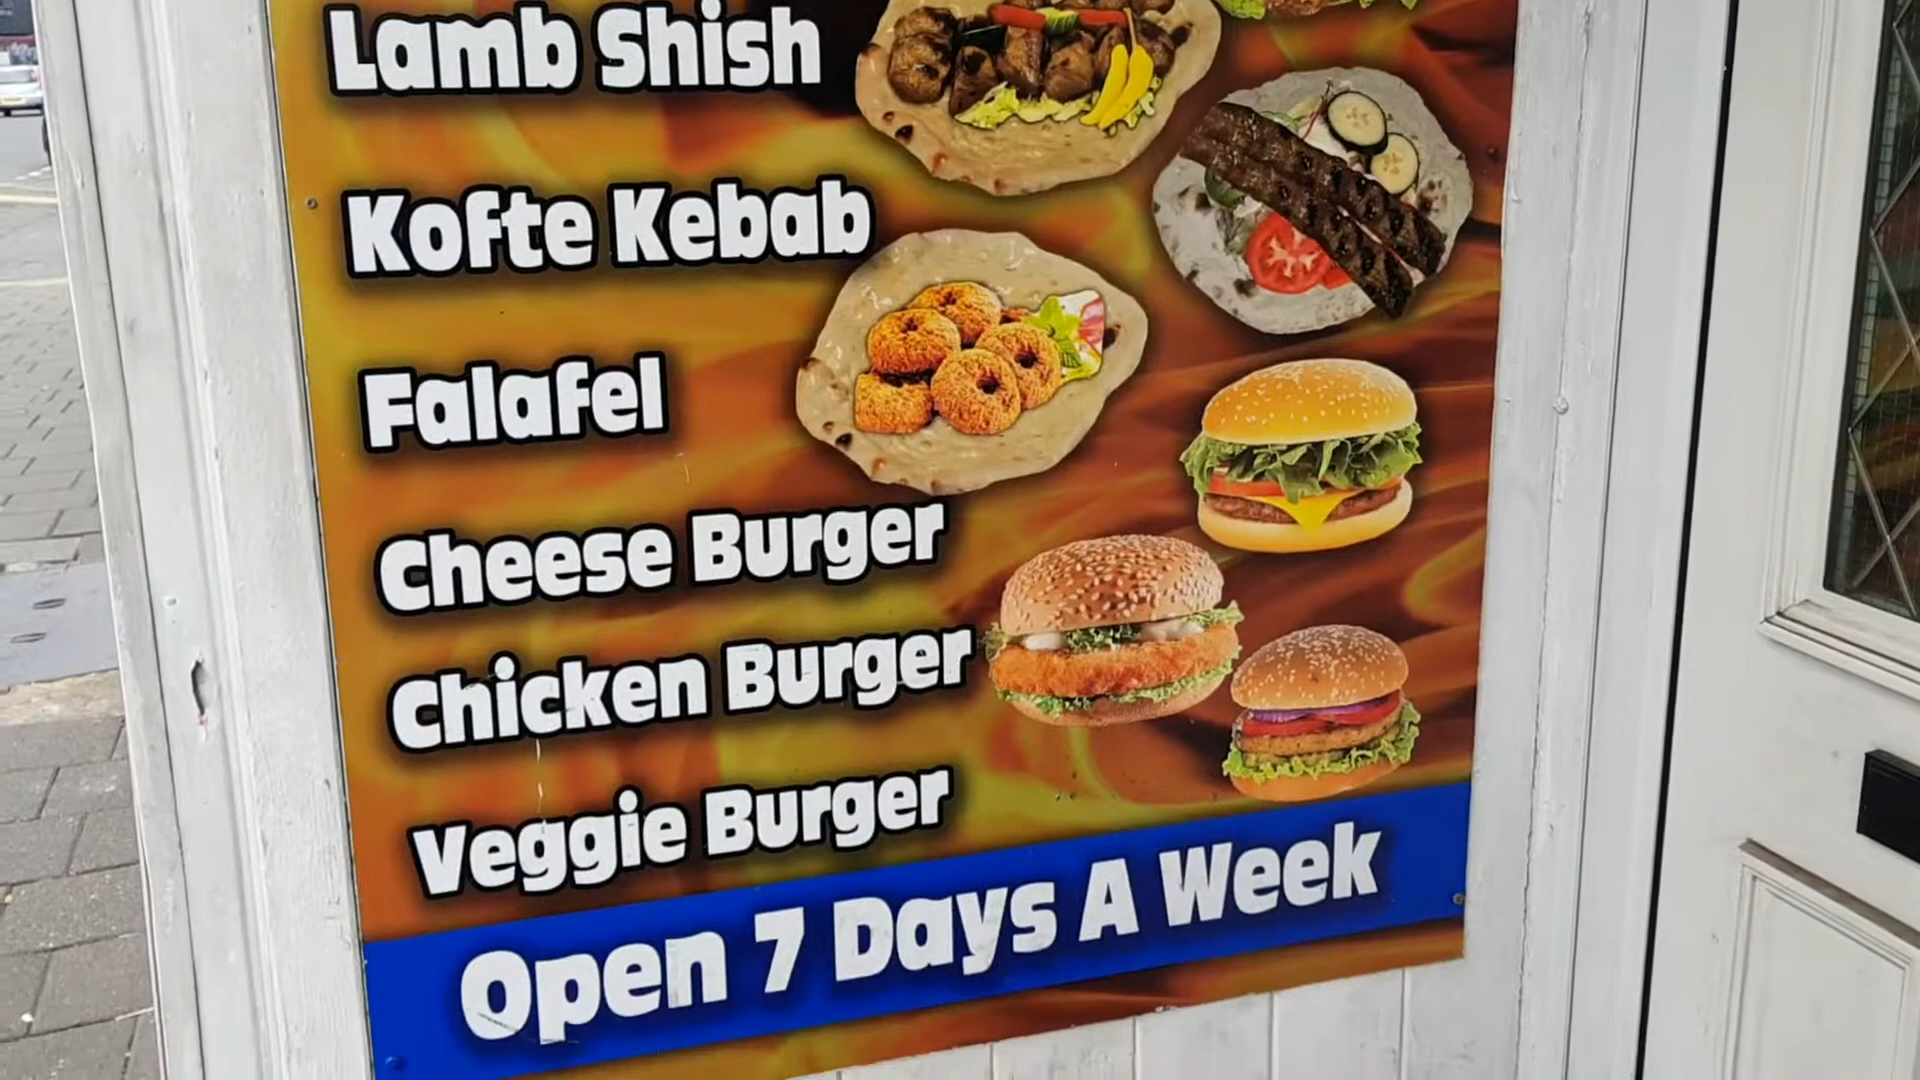 Lamb Shish
Kofte Kebab
Falafel
Cheese Burger
Chicken Burger
Veggie Burger
Open 7 Days A Week